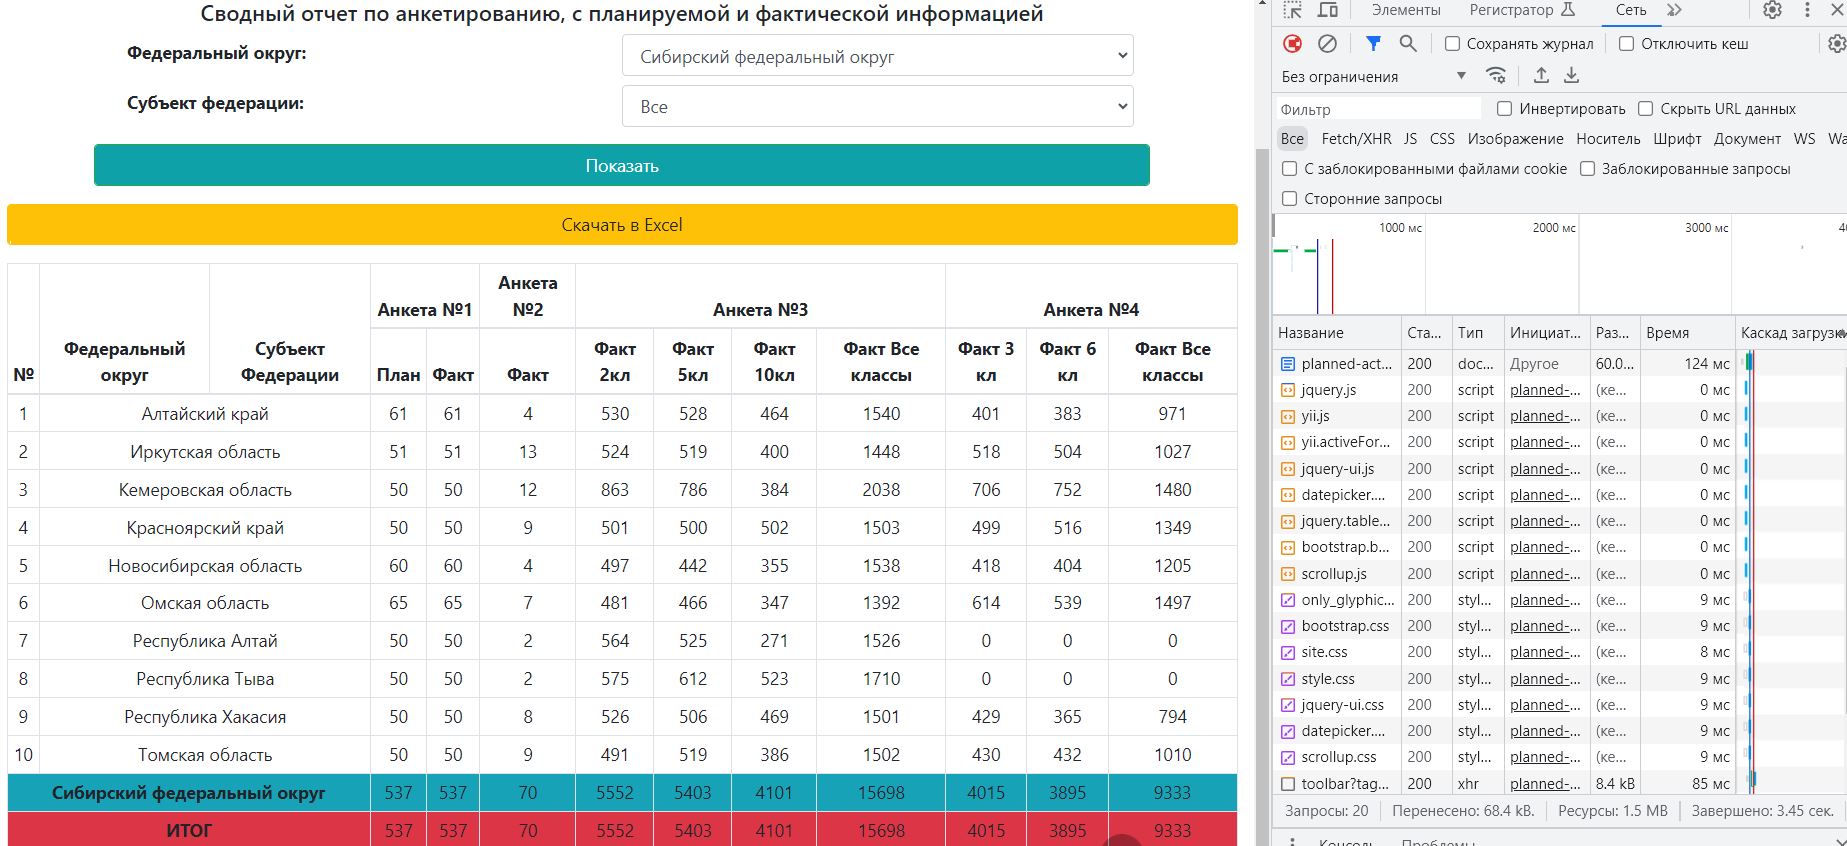 Сводный отчет по анкетированию, с планируемой и фактической информацией
Федеральный округ:
Сибирский федеральный округ
Субъект федерации:
Все
Показать
Скачать в Excel
№ Федеральный округ Субъект Федерации Анкета №1 Анкета №2 Анкета №3 Анкета №4
План Факт Факт Факт 2кл Факт 5кл Факт 10кл Факт Все классы Факт 3 кл Факт 6 кл Факт Все классы
1 Алтайский край 61 61 4 530 528 464 1540 401 383 971
2 Иркутская область 51 51 13 524 519 400 1448 518 504 1027
3 Кемеровская область 50 50 12 863 786 384 2038 706 752 1480
4 Красноярский край 50 50 9 501 500 502 1503 499 516 1349
5 Новосибирская область 60 60 4 497 442 355 1538 418 404 1205
6 Омская область 65 65 7 481 466 347 1392 614 539 1497
7 Республика Алтай 50 50 2 564 525 271 1526 0 0 0
8 Республика Тыва 50 50 2 575 612 523 1710 0 0 0
9 Республика Хакасия 50 50 8 526 506 469 1501 429 365 794
10 Томская область 50 50 9 491 519 386 1502 430 432 1010
Сибирский федеральный округ 537 537 70 5552 5403 4101 15698 4015 3895 9333
ИТОГ 537 537 70 5552 5403 4101 15698 4015 3895 9333
Элементы Регистратор Сеть
Сохранять журнал Отключить кеш
Без ограничения
Фильтр Инвертировать Скрыть URL данных
Все Fetch/XHR JS CSS Изображение Носитель Шрифт Документ WS Wa
С заблокированными файлами cookie Заблокированные запросы
Сторонние запросы
1000 мс 2000 мс 3000 мс
Название Ста... Тип Инициат... Раз... Время Каскад загрузк
planned-act... 200 doc... Другое 60.0... 124 мс
jquery.js 200 script planned-... (ке... 0 мс
yii.js 200 script planned-... (ке... 0 мс
yii.activeFor... 200 script planned-... (ке... 0 мс
jquery-ui.js 200 script planned-... (ке... 0 мс
datepicker.... 200 script planned-... (ке... 0 мс
jquery.table... 200 script planned-... (ке... 0 мс
bootstrap.b... 200 script planned-... (ке... 0 мс
scrollup.js 200 script planned-... (ке... 0 мс
only_glyphic... 200 styl... planned-... (ке... 9 мс
bootstrap.css 200 styl... planned-... (ке... 9 мс
site.css 200 styl... planned-... (ке... 8 мс
style.css 200 styl... planned-... (ке... 9 мс
jquery-ui.css 200 styl... planned-... (ке... 9 мс
datepicker.... 200 styl... planned-... (ке... 9 мс
scrollup.css 200 styl... planned-... (ке... 9 мс
toolbar?tag... 200 xhr planned-... 8.4 kB 85 мс
Запросы: 20 Перенесено: 68.4 kB. Ресурсы: 1.5 MB Завершено: 3.45 сек.
Консоль Проблемы